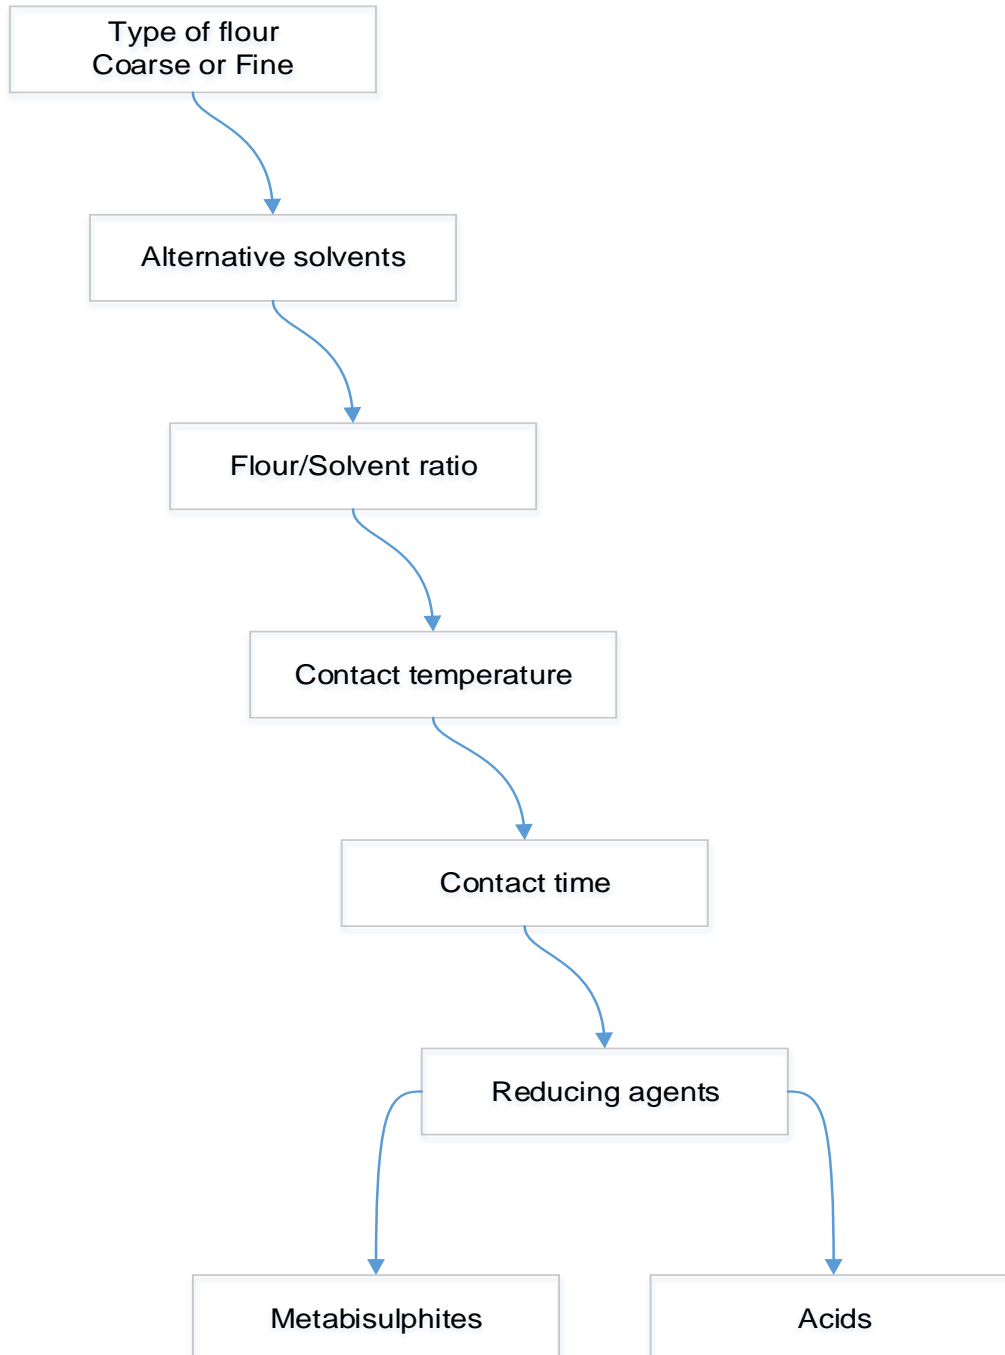 Type of flour
Coarse or Fine
Alternative solvents
Flour/Solvent ratio
Contact temperature
Contact time
Reducing agents
Metabisulphites
Acids